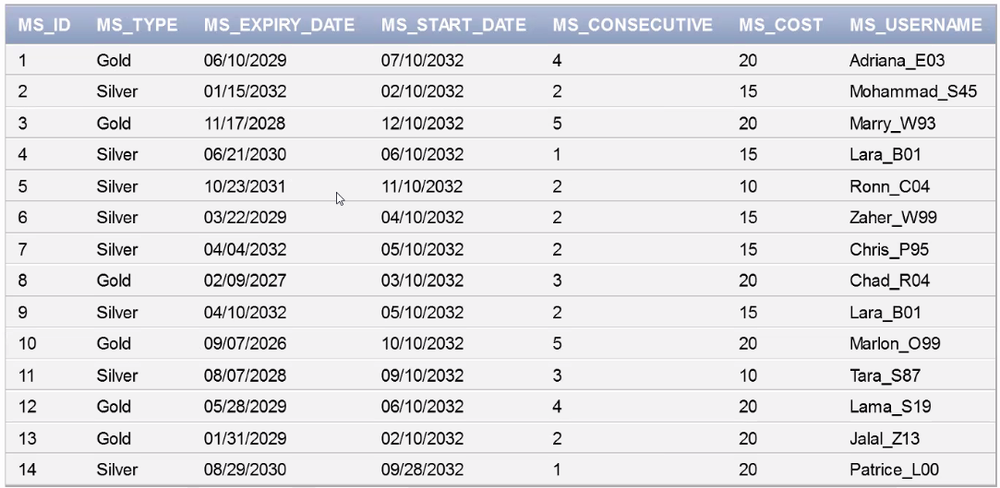 MS_ID MS_TYPE MS_EXPIRY_DATE MS_START_DATE MS_CONSECUTIVE MS_COST MS_USERNAME
1 Gold 06/10/2029 07/10/2032 4 20 Adriana_E03
2 Silver 01/15/2032 02/10/2032 2 15 Mohammad_S45
3 Gold 11/17/2028 12/10/2032 5 20 Marry_W93
4 Silver 06/21/2030 06/10/2032 1 15 Lara_B01
5 Silver 10/23/2031 11/10/2032 2 10 Ronn_C04
6 Silver 03/22/2029 04/10/2032 2 15 Zaher_W99
7 Silver 04/04/2032 05/10/2032 2 15 Chris_P95
8 Gold 02/09/2027 03/10/2032 3 20 Chad_R04
9 Silver 04/10/2032 05/10/2032 2 15 Lara_B01
10 Gold 09/07/2026 10/10/2032 5 20 Marlon_O99
11 Silver 08/07/2028 09/10/2032 3 10 Tara_S87
12 Gold 05/28/2029 06/10/2032 4 20 Lama_S19
13 Gold 01/31/2029 02/10/2032 2 20 Jalal_Z13
14 Silver 08/29/2030 09/28/2032 1 20 Patrice_L00